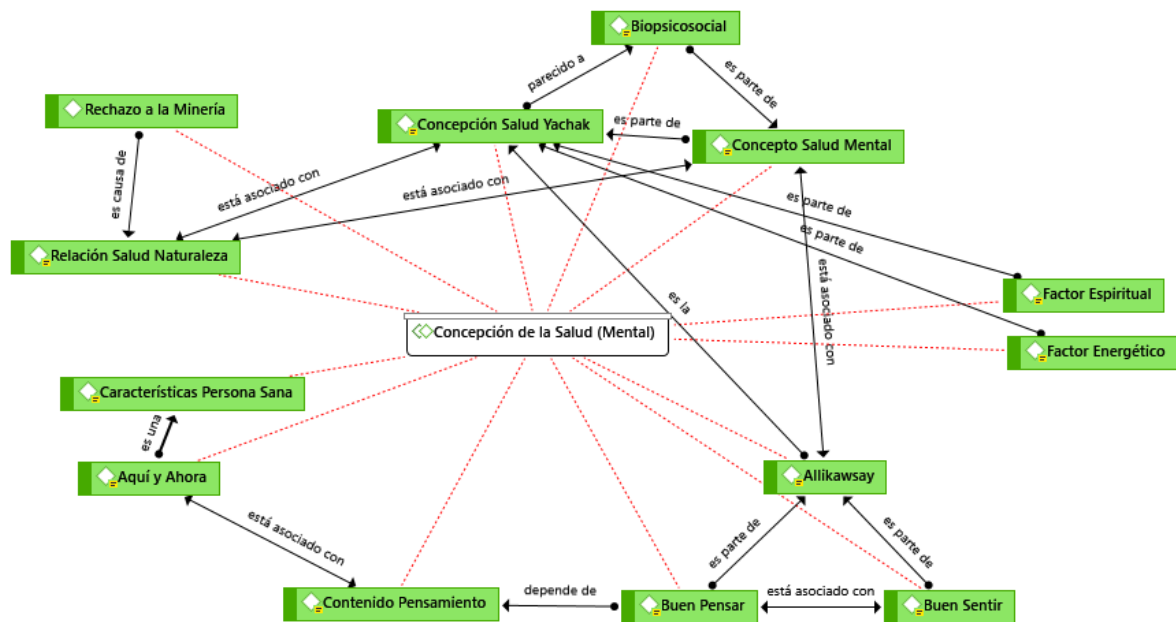 Biopsicosocial
parecido a
es parte de
Rechazo a la Minería
Concepción Salud Yachak
es parte de
Concepto Salud Mental
es causa de
está asociado con
está asociado con
es parte de
es parte de
Relación Salud Naturaleza
está asociado con
es la
Factor Espiritual
Concepción de la Salud (Mental)
Factor Energético
Características Persona Sana
es una
Aquí y Ahora
Allikawsay
está asociado con
es parte de
es parte de
Contenido Pensamiento
depende de
Buen Pensar
está asociado con
Buen Sentir